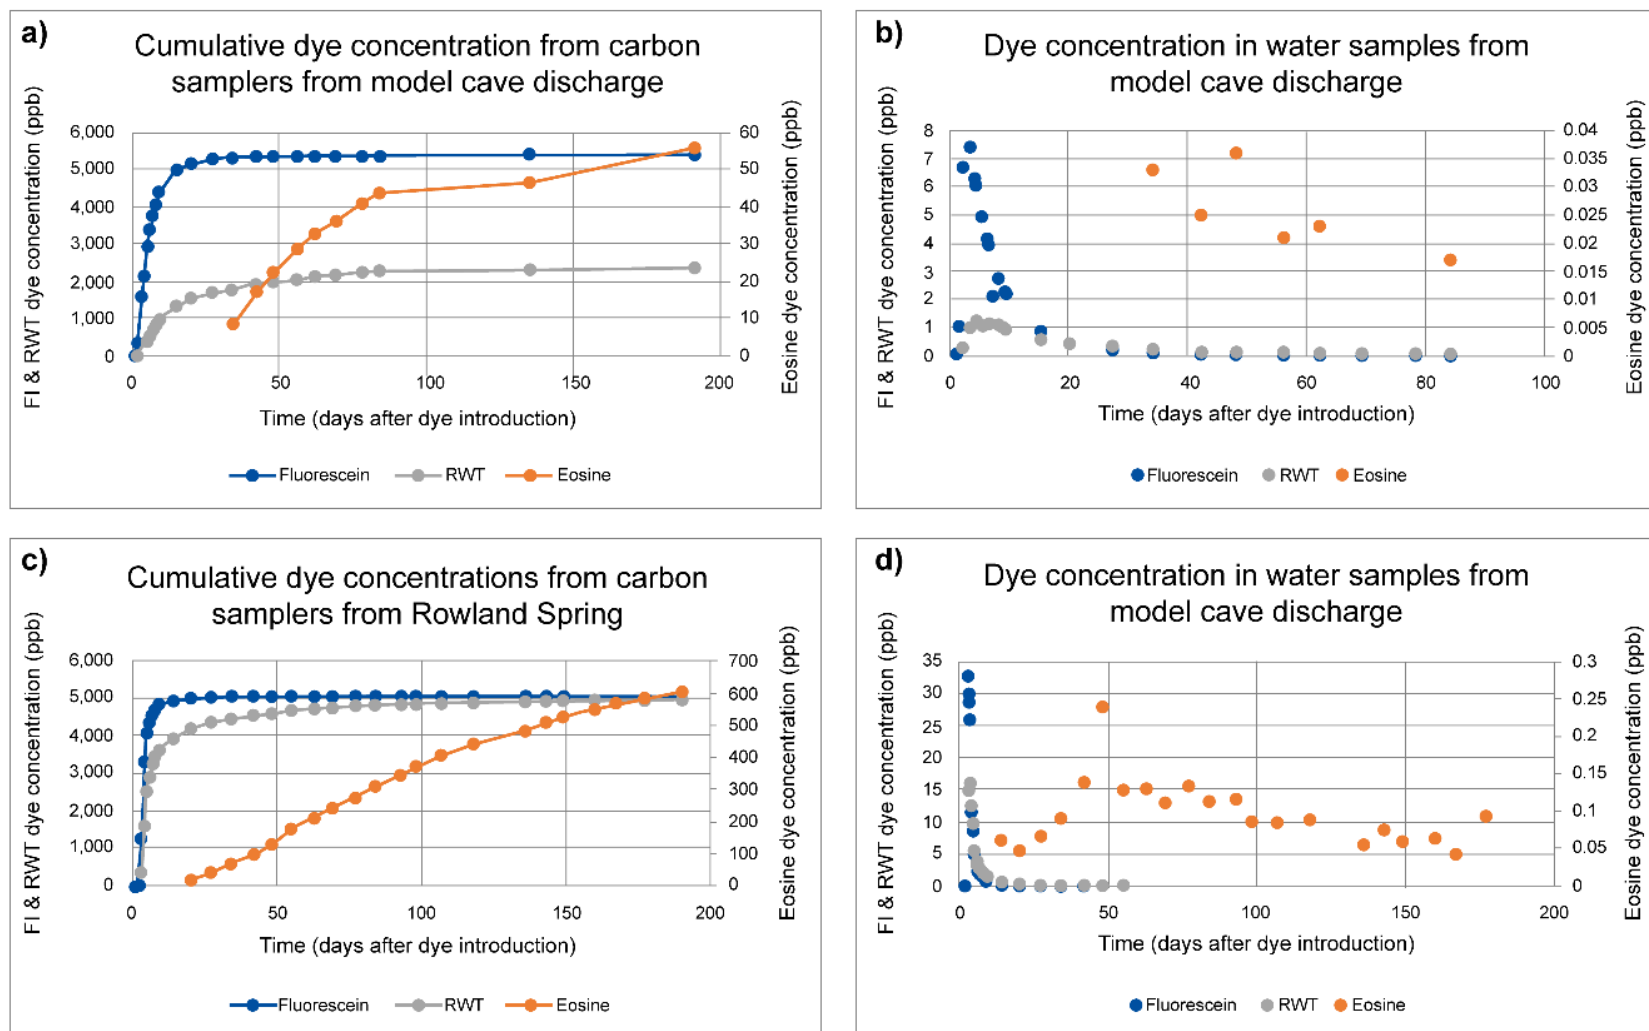 a)
Cumulative dye concentration from carbon
samplers from model cave discharge
FI & RWT dye concentration (ppb)
6,000
5,000
4,000
3,000
2,000
1,000
0
60
50
40
30
20
10
0
Eosine dye concentration (ppb)
0 50 100 150 200
Time (days after dye introduction)
Fluorescein RWT Eosine
b)
Dye concentration in water samples from
model cave discharge
FI & RWT dye concentration (ppb)
8
7
6
5
4
3
2
1
0
0.04
0.035
0.03
0.025
0.02
0.015
0.01
0.005
0
Eosine dye concentration (ppb)
0 20 40 60 80 100
Time (days after dye introduction)
Fluorescein RWT Eosine
c)
Cumulative dye concentrations from carbon
samplers from Rowland Spring
FI & RWT dye concentration (ppb)
6,000
5,000
4,000
3,000
2,000
1,000
0
700
600
500
400
300
200
100
0
Eosine dye concentration (ppb)
0 50 100 150 200
Time (days after dye introduction)
Fluorescein RWT Eosine
d)
Dye concentration in water samples from
model cave discharge
FI & RWT dye concentration (ppb)
35
30
25
20
15
10
5
0
0.3
0.25
0.2
0.15
0.1
0.05
0
Eosine dye concentration (ppb)
0 50 100 150 200
Time (days after dye introduction)
Fluorescein RWT Eosine